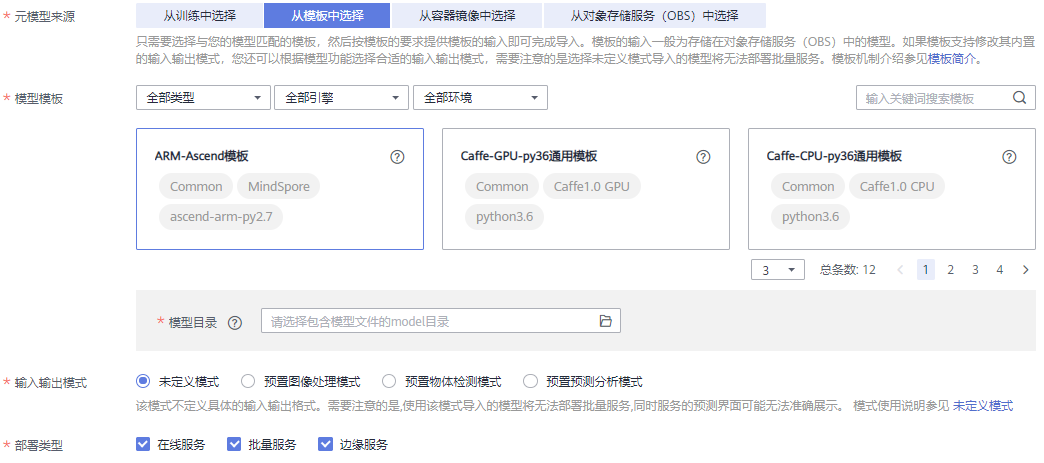 * 元模型来源 从训练中选择 从模板中选择 从容器镜像中选择 从对象存储服务（OBS）中选择
只需要选择与您的模型匹配的模板，然后按模板的要求提供模板的输入即可完成导入。模板的输入一般为存储在对象存储服务（OBS）中的模型。如果模板支持修改其内置
的输入输出模式，您还可以根据模型功能选择合适的输入输出模式，需要注意的是选择未定义模式导入的模型将无法部署批量服务。模板机制介绍参见模板简介。
* 模型模板 全部类型 全部引擎 全部环境 输入关键词搜索模板
ARM-Ascend模板 Caffe-GPU-py36通用模板 Caffe-CPU-py36通用模板
Common MindSpore Common Caffe1.0 GPU Common Caffe1.0 CPU
ascend-arm-py2.7 python3.6 python3.6
3 总条数: 12 < 1 2 3 4 >
* 模型目录 请选择包含模型文件的model目录
* 输入输出模式 未定义模式 预置图像处理模式 预置物体检测模式 预置预测分析模式
该模式不定义具体的输入输出格式。需要注意的是,使用该模式导入的模型将无法部署批量服务,同时服务的预测界面可能无法准确展示。 模式使用说明参见 未定义模式
* 部署类型 在线服务 批量服务 边缘服务